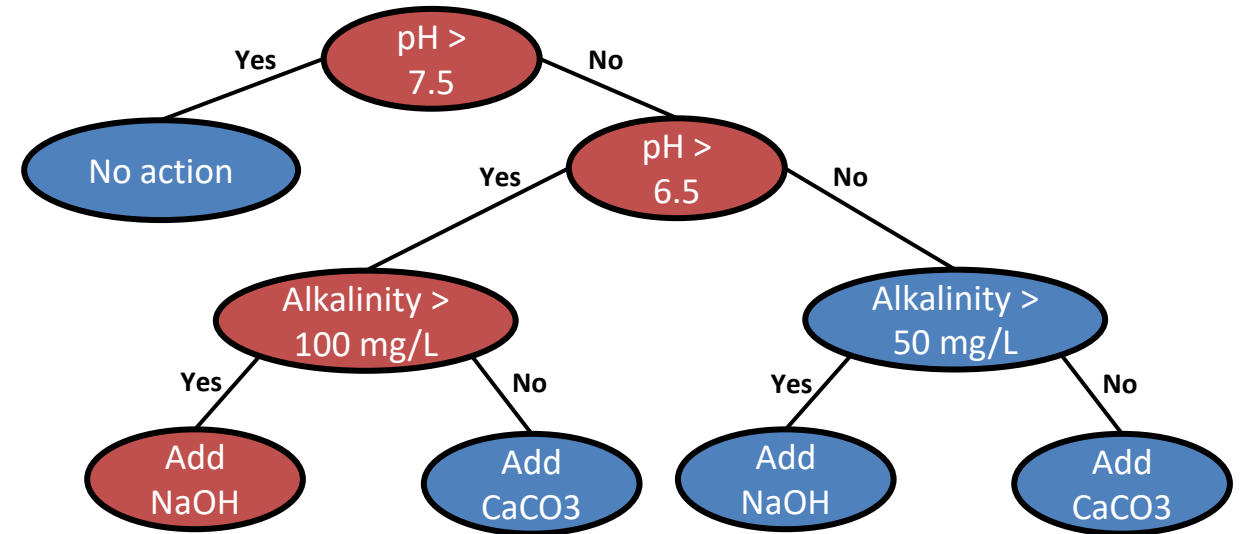 pH >
7.5
Yes
No
No action
pH >
6.5
Yes
No
Alkalinity >
100 mg/L
Alkalinity >
50 mg/L
Yes
No
Yes
No
Add
NaOH
Add
CaCO3
Add
NaOH
Add
CaCO3